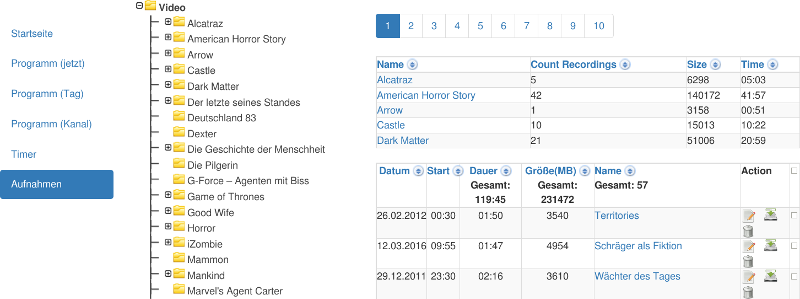 Startseite
Programm (jetzt)
Programm (Tag)
Programm (Kanal)
Timer
Aufnahmen
Video
Alcatraz
American Horror Story
Arrow
Castle
Dark Matter
Der letzte seines Standes
Deutschland 83
Dexter
Die Geschichte der Menschheit
Die Pilgerin
G-Force – Agenten mit Biss
Game of Thrones
Good Wife
Horror
iZombie
Mammon
Mankind
Marvel's Agent Carter
1 2 3 4 5 6 7 8 9 10
Name Count Recordings Size Time
Alcatraz 5 6298 05:03
American Horror Story 42 140172 41:57
Arrow 1 3158 00:51
Castle 10 15013 10:22
Dark Matter 21 51006 20:59
Datum Start Dauer Größe(MB) Name Action
Gesamt: Gesamt: Gesamt: 57
119:45 231472
26.02.2012 00:30 01:50 3540 Territories
12.03.2016 09:55 01:47 4954 Schräger als Fiktion
29.12.2011 23:30 02:16 3610 Wächter des Tages